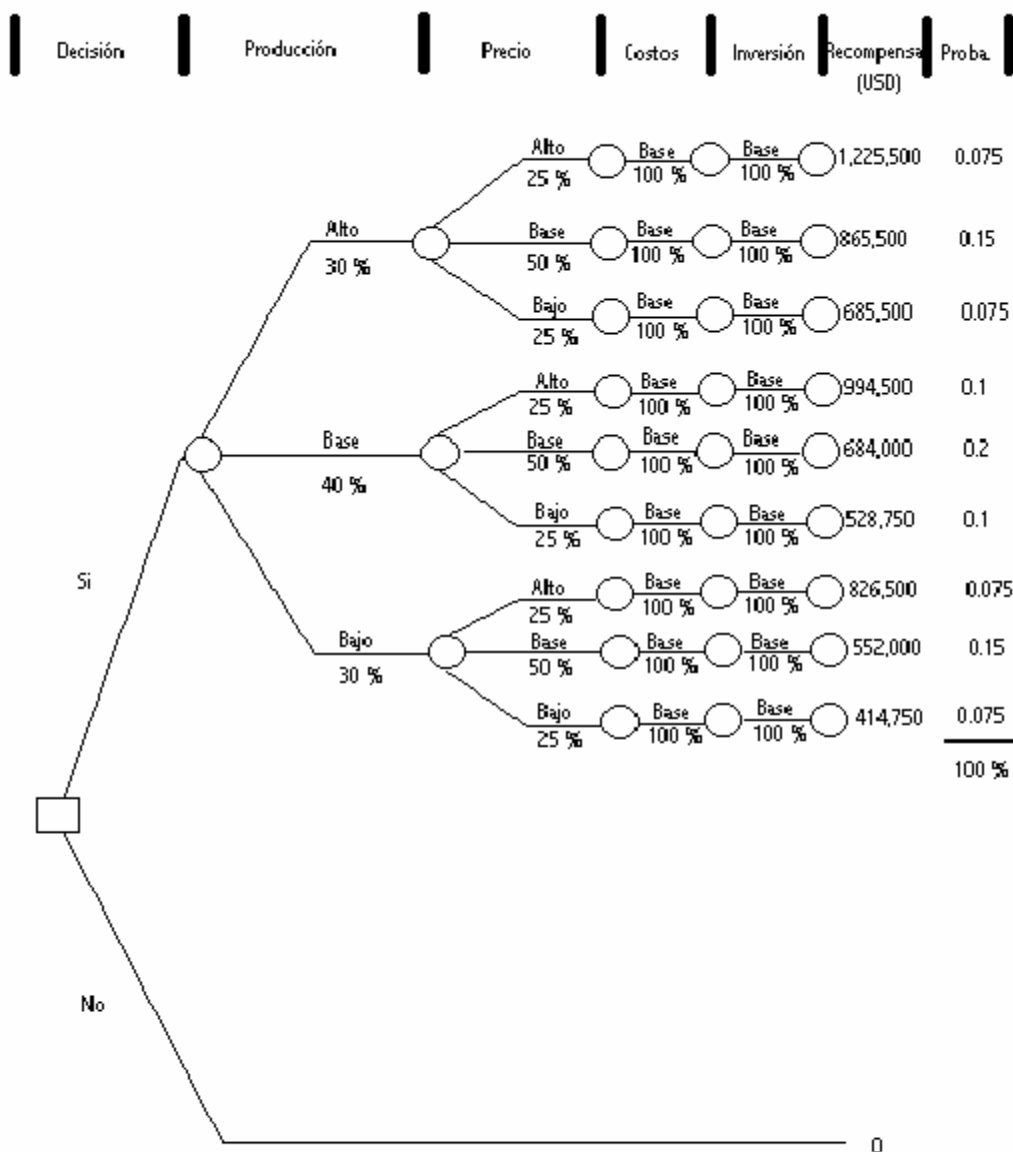 Decisión Producción Precio Costos Inversión Recompensa Proba.
(USD)
Alto Base Base 1,225,500 0.075
25 % 100 % 100 %
Alto Base Base Base 865,500 0.15
30 % 50 % 100 % 100 %
Bajo Base Base 685,500 0.075
25 % 100 % 100 %
Alto Base Base 994,500 0.1
25 % 100 % 100 %
Base Base Base Base 684,000 0.2
40 % 50 % 100 % 100 %
Bajo Base Base 528,750 0.1
25 % 100 % 100 %
Si
Alto Base Base 826,500 0.075
25 % 100 % 100 %
Bajo Base Base Base 552,000 0.15
30 % 50 % 100 % 100 %
Bajo Base Base 414,750 0.075
25 % 100 % 100 %
100 %
No
0